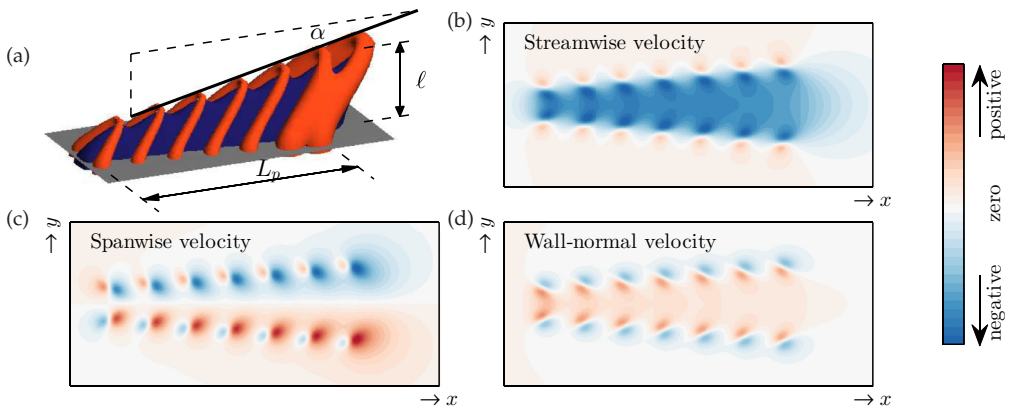 (a)
α
ℓ
L_p
(b)
→ y
Streamwise velocity
→ x
(c)
→ y
Spanwise velocity
→ x
(d)
→ y
Wall-normal velocity
→ x
positive
zero
negative